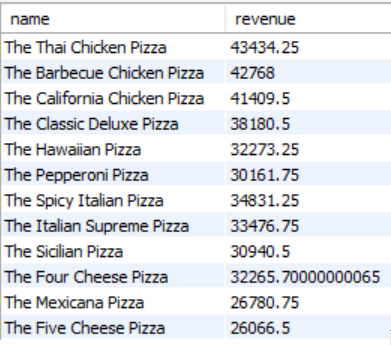 name revenue
The Thai Chicken Pizza 43434.25
The Barbecue Chicken Pizza 42768
The California Chicken Pizza 41409.5
The Classic Deluxe Pizza 38180.5
The Hawaiian Pizza 32273.25
The Pepperoni Pizza 30161.75
The Spicy Italian Pizza 34831.25
The Italian Supreme Pizza 33476.75
The Sicilian Pizza 30940.5
The Four Cheese Pizza 32265.70000000065
The Mexicana Pizza 26780.75
The Five Cheese Pizza 26066.5